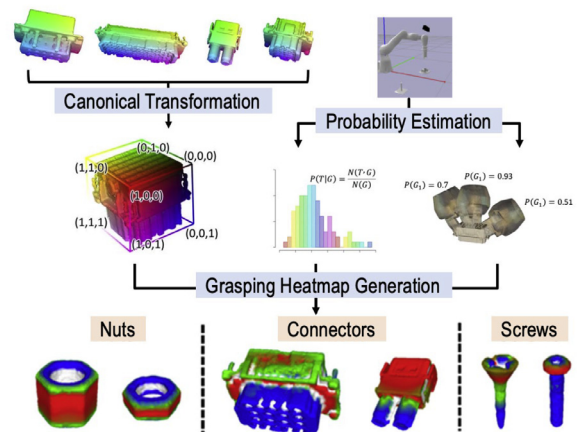 Canonical Transformation
Probability Estimation
(0,1,0)
(1,1,0)
(0,0,0)
(1,0,0)
(1,1,1)
(0,0,1)
(1,0,1)
P(T|G) = N(T·G)
N(G)
P(G₁) = 0.93
P(G₁) = 0.7
P(G₁) = 0.51
Grasping Heatmap Generation
Nuts
Connectors
Screws